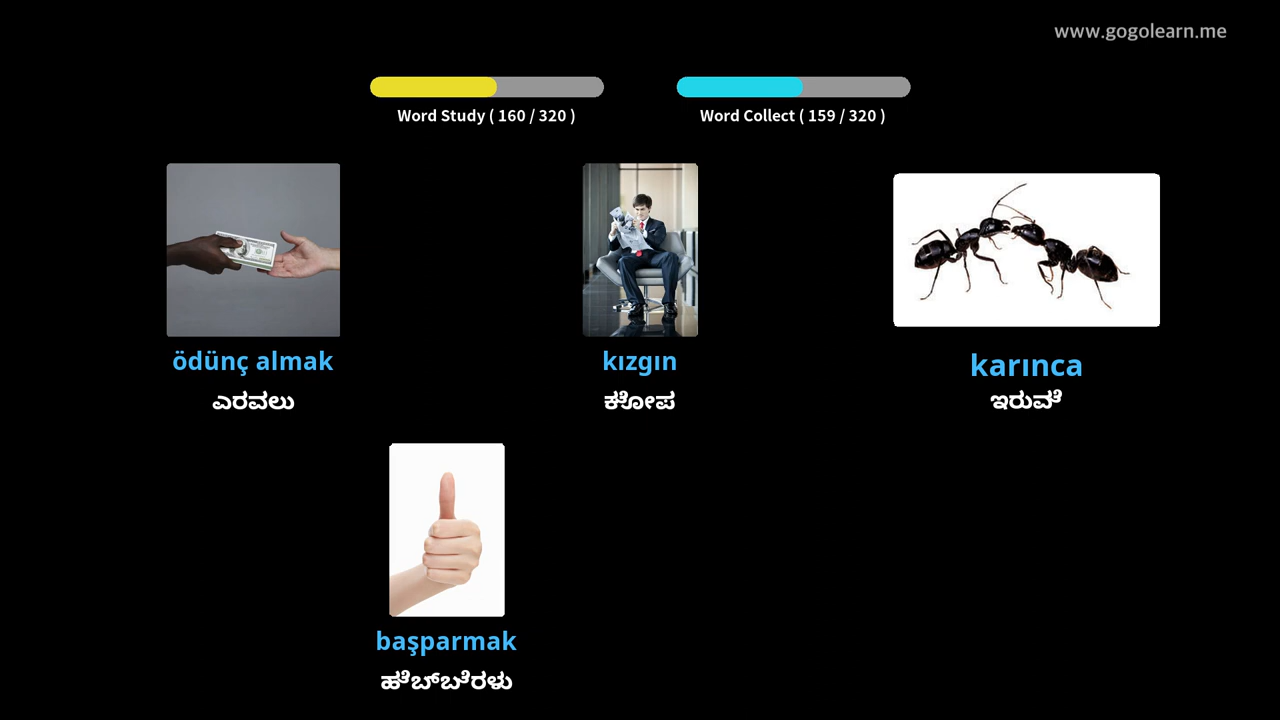 www.gogolearn.me
Word Study ( 160 / 320 )
Word Collect ( 159 / 320 )
ödünç almak
ಎರವಲು
kızgın
ಕೋಪ
karınca
ಇರುವೆ
başparmak
ಹೆಬ್ಬೆರಳು